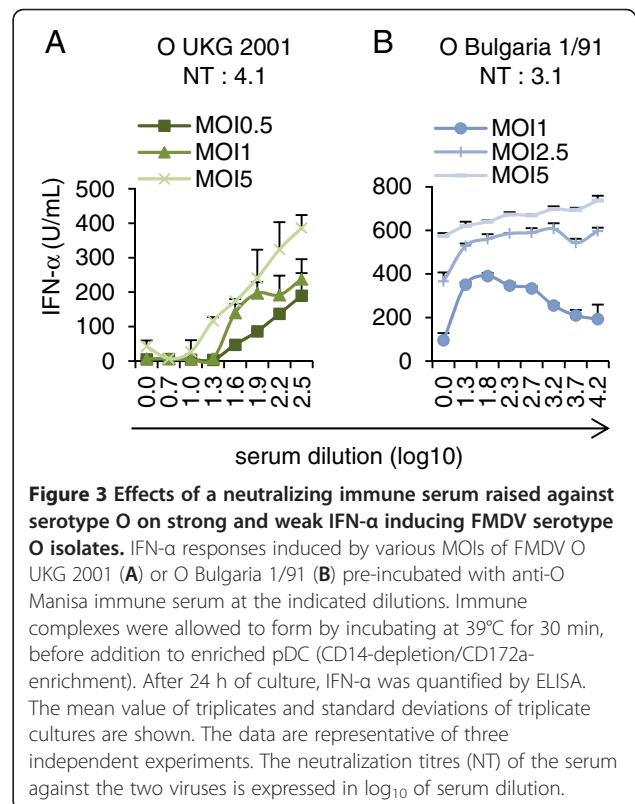 A
O UKG 2001
NT : 4.1
MOI0.5
MOI1
MOI5
IFN-α (U/mL)
500
400
300
200
100
0
0.0
0.7
1.0
1.3
1.6
1.9
2.2
2.5
B
O Bulgaria 1/91
NT : 3.1
MOI1
MOI2.5
MOI5
800
600
400
200
0
0.0
1.3
1.8
2.3
2.7
3.2
3.7
4.2
serum dilution (log10)
Figure 3 Effects of a neutralizing immune serum raised against
serotype O on strong and weak IFN-α inducing FMDV serotype
O isolates. IFN-α responses induced by various MOIs of FMDV O
UKG 2001 (A) or O Bulgaria 1/91 (B) pre-incubated with anti-O
Manisa immune serum at the indicated dilutions. Immune
complexes were allowed to form by incubating at 39°C for 30 min,
before addition to enriched pDC (CD14-depletion/CD172a-
enrichment). After 24 h of culture, IFN-α was quantified by ELISA.
The mean value of triplicates and standard deviations of triplicate
cultures are shown. The data are representative of three
independent experiments. The neutralization titres (NT) of the serum
against the two viruses is expressed in log10 of serum dilution.